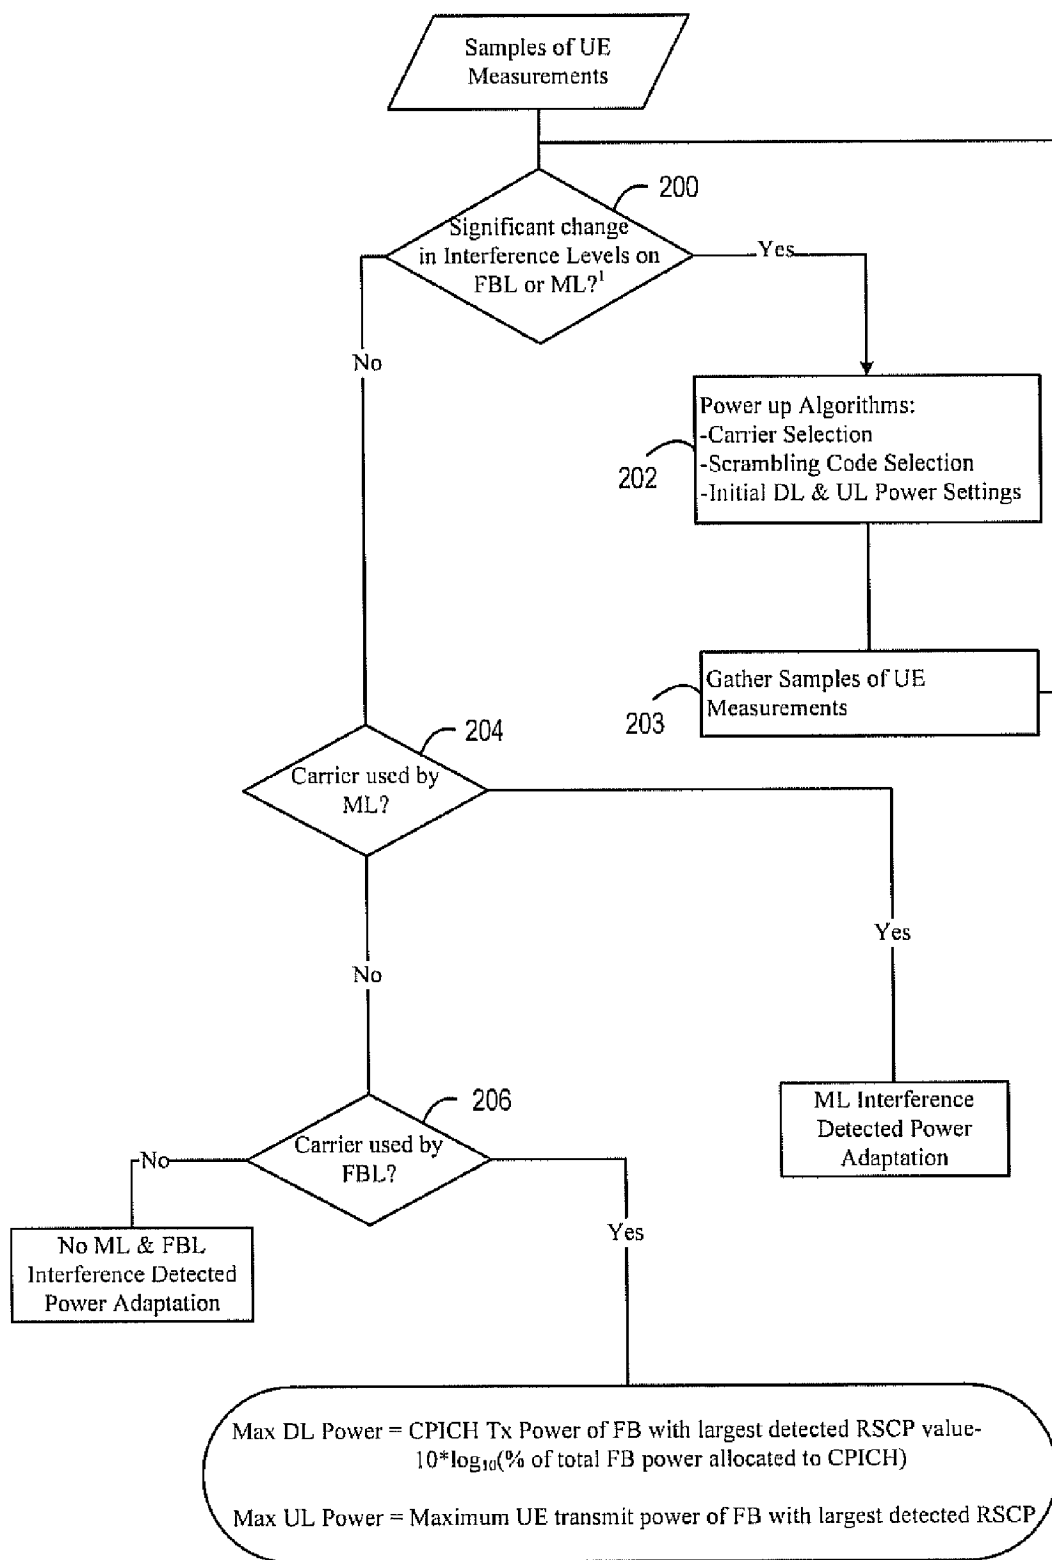 Samples of UE
Measurements
200
Significant change
in Interference Levels on
FBL or ML?¹
Yes
No
Power up Algorithms:
-Carrier Selection
-Scrambling Code Selection
-Initial DL & UL Power Settings
202
Gather Samples of UE
Measurements
203
204
Carrier used by
ML?
Yes
No
ML Interference
Detected Power
Adaptation
206
Carrier used by
FBL?
No
Yes
No ML & FBL
Interference Detected
Power Adaptation
Max DL Power = CPICH Tx Power of FB with largest detected RSCP value-
10*log₁₀(% of total FB power allocated to CPICH)
Max UL Power = Maximum UE transmit power of FB with largest detected RSCP